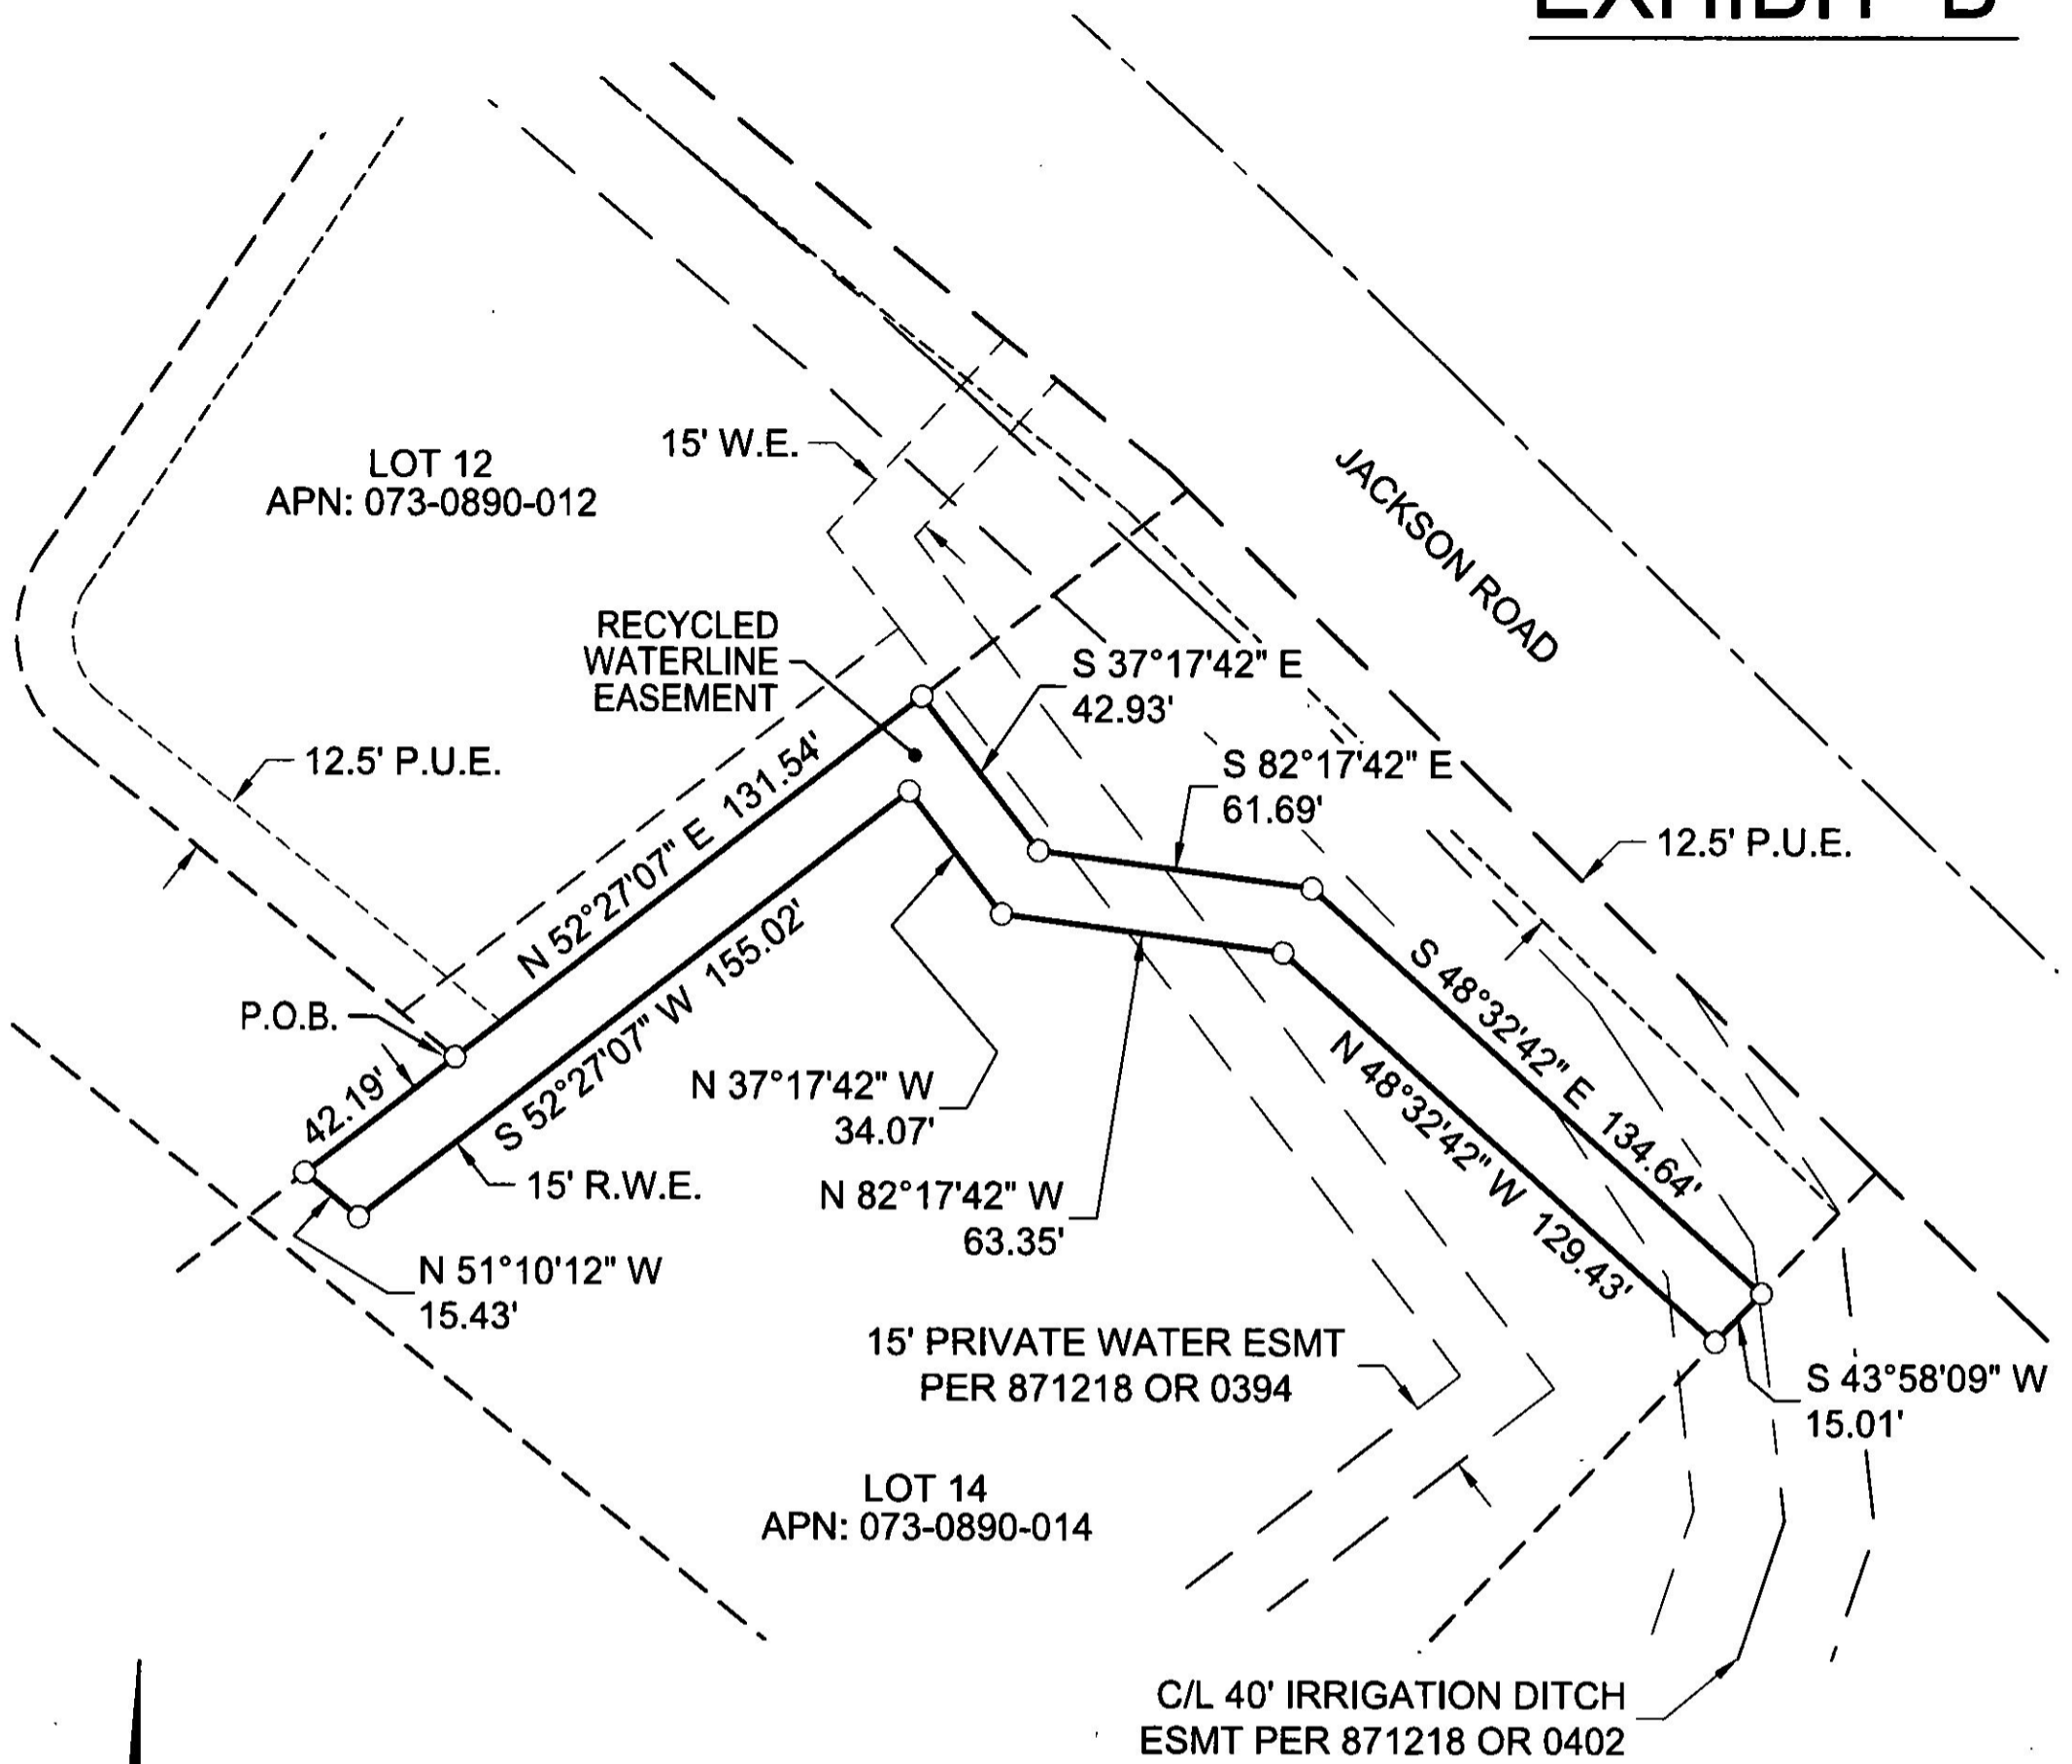 EXHIBIT "B"
JACKSON ROAD
LOT 12
APN: 073-0890-012
15' W.E.
RECYCLED
WATERLINE
EASEMENT
S 37°17'42" E
42.93'
12.5' P.U.E.
S 82°17'42" E
61.69'
12.5' P.U.E.
N 52°27'07" E 131.54'
S 52°27'07" W 155.02'
P.O.B.
42.19'
S 48°32'42" E 134.64'
N 48°32'42" W 129.43'
N 37°17'42" W
34.07'
15' R.W.E.
N 82°17'42" W
63.35'
N 51°10'12" W
15.43'
15' PRIVATE WATER ESMT
PER 871218 OR 0394
S 43°58'09" W
15.01'
LOT 14
APN: 073-0890-014
C/L 40' IRRIGATION DITCH
ESMT PER 871218 OR 0402